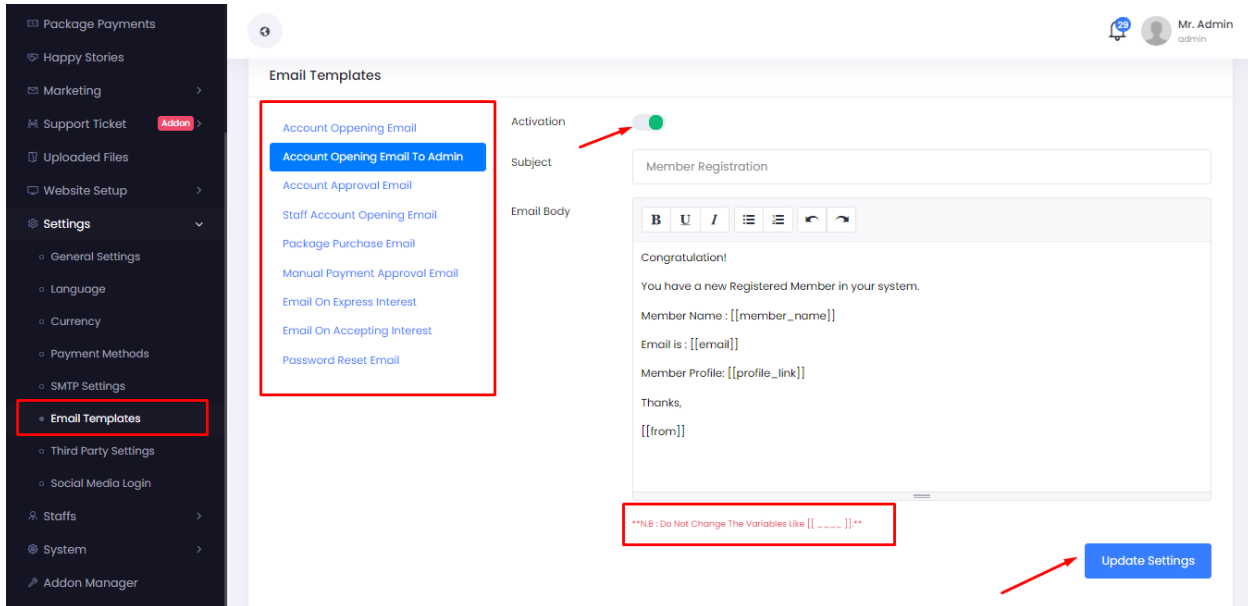 Package Payments
Happy Stories
Marketing
Support Ticket Addon
Uploaded Files
Website Setup
Settings
General Settings
Language
Currency
Payment Methods
SMTP Settings
Email Templates
Third Party Settings
Social Media Login
Staffs
System
Addon Manager
29
Mr. Admin
admin
Email Templates
Account Oppening Email
Account Opening Email To Admin
Account Approval Email
Staff Account Opening Email
Package Purchase Email
Manual Payment Approval Email
Email On Express Interest
Email On Accepting Interest
Password Reset Email
Activation
Subject
Member Registration
Email Body
B U I
Congratulation!
You have a new Registered Member in your system.
Member Name : [[member_name]]
Email is : [[email]]
Member Profile: [[profile_link]]
Thanks,
[[from]]
**N.B : Do Not Change The Variables Like [[ ____ ]].**
Update Settings